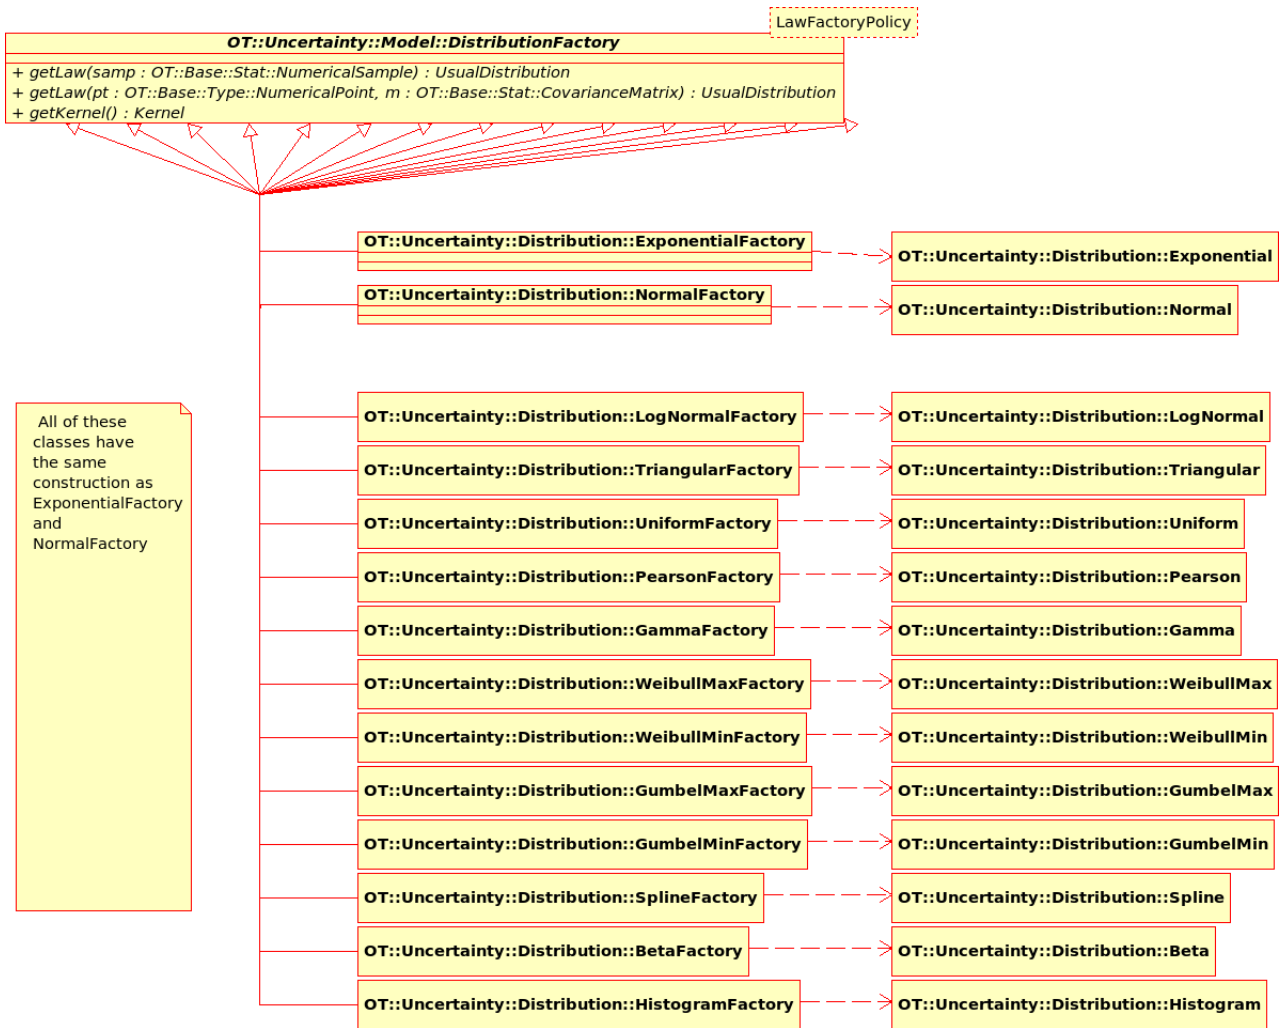 LawFactoryPolicy
OT::Uncertainty::Model::DistributionFactory
+ getLaw(samp : OT::Base::Stat::NumericalSample) : UsualDistribution
+ getLaw(pt : OT::Base::Type::NumericalPoint, m : OT::Base::Stat::CovarianceMatrix) : UsualDistribution
+ getKernel() : Kernel
OT::Uncertainty::Distribution::ExponentialFactory
OT::Uncertainty::Distribution::Exponential
OT::Uncertainty::Distribution::NormalFactory
OT::Uncertainty::Distribution::Normal
All of these
classes have
the same
construction as
ExponentialFactory
and
NormalFactory
OT::Uncertainty::Distribution::LogNormalFactory
OT::Uncertainty::Distribution::LogNormal
OT::Uncertainty::Distribution::TriangularFactory
OT::Uncertainty::Distribution::Triangular
OT::Uncertainty::Distribution::UniformFactory
OT::Uncertainty::Distribution::Uniform
OT::Uncertainty::Distribution::PearsonFactory
OT::Uncertainty::Distribution::Pearson
OT::Uncertainty::Distribution::GammaFactory
OT::Uncertainty::Distribution::Gamma
OT::Uncertainty::Distribution::WeibullMaxFactory
OT::Uncertainty::Distribution::WeibullMax
OT::Uncertainty::Distribution::WeibullMinFactory
OT::Uncertainty::Distribution::WeibullMin
OT::Uncertainty::Distribution::GumbelMaxFactory
OT::Uncertainty::Distribution::GumbelMax
OT::Uncertainty::Distribution::GumbelMinFactory
OT::Uncertainty::Distribution::GumbelMin
OT::Uncertainty::Distribution::SplineFactory
OT::Uncertainty::Distribution::Spline
OT::Uncertainty::Distribution::BetaFactory
OT::Uncertainty::Distribution::Beta
OT::Uncertainty::Distribution::HistogramFactory
OT::Uncertainty::Distribution::Histogram